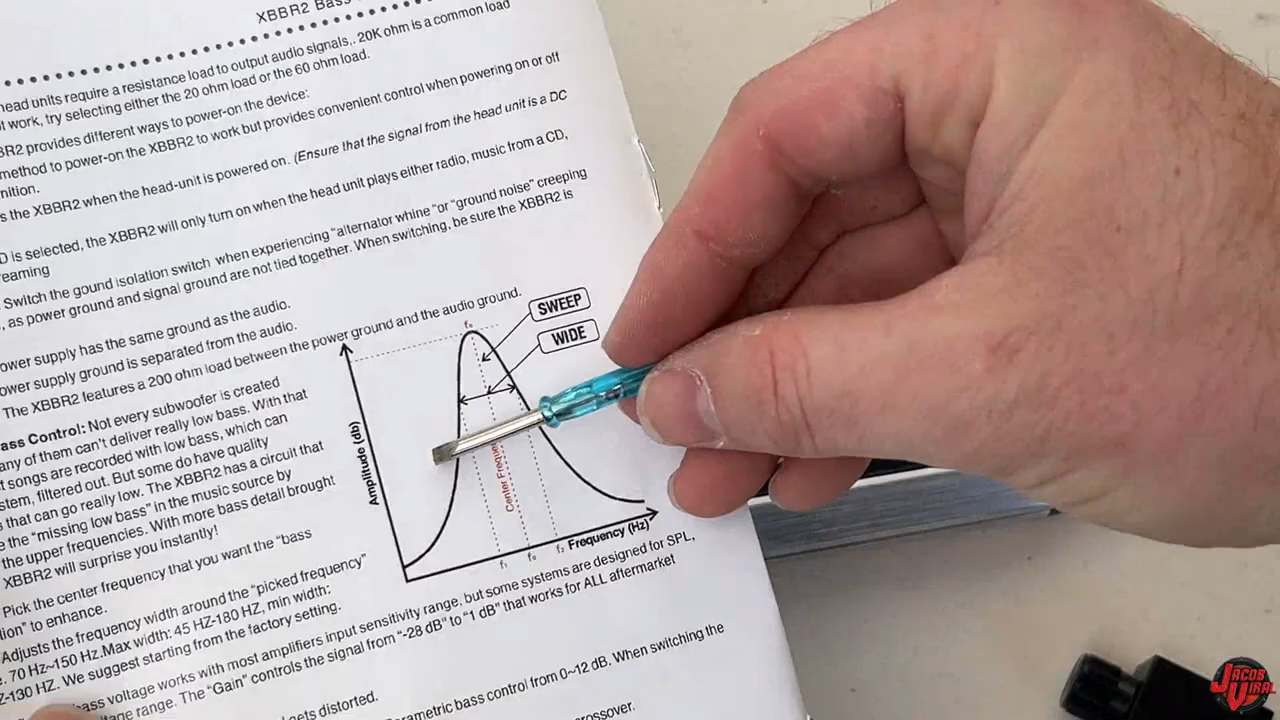 XBBR2 Bass
head units require a resistance load to output audio signals,. 20K ohm is a common load
t work, try selecting either the 20 ohm load or the 60 ohm load.
BR2 provides different ways to power-on the device:
method to power-on the XBBR2 to work but provides convenient control when powering on or off
nition.
s the XBBR2 when the head-unit is powered on. (Ensure that the signal from the head unit is a DC
D is selected, the XBBR2 will only turn on when the head unit plays either radio, music from a CD,
reaming
Switch the gound isolation switch when experiencing "alternator whine "or "ground noise" creeping
, as power ground and signal ground are not tied together. When switching, be sure the XBBR2 is
ower supply has the same ground as the audio.
ower supply ground is separated from the audio.
The XBBR2 features a 200 ohm load between the power ground and the audio ground.
ass Control: Not every subwoofer is created
any of them can't deliver really low bass. With that
t songs are recorded with low bass, which can
stem, filtered out. But some do have quality
s that can go really low. The XBBR2 has a circuit that
e the "missing low bass" in the music source by
the upper frequencies. With more bass detail brought
XBBR2 will surprise you instantly!
Pick the center frequency that you want the "bass
tion" to enhance.
Adjusts the frequency width around the "picked frequency"
. 70 Hz~150 Hz.Max width: 45 HZ-180 HZ, min width:
Z-130 HZ. We suggest starting from the factory setting.
SWEEP
WIDE
f₀
Amplitude (db)
Center Freque
f₁ f₀ f₂ Frequency (Hz)
bass voltage works with most amplifiers input sensitivity range, but some systems are designed for SPL,
tage range. The "Gain" controls the signal from "-28 dB" to "1 dB" that works for ALL aftermarket
gets distorted.
rametric bass control from 0~12 dB. When switching the
crossover.
JACOB
VIRAL